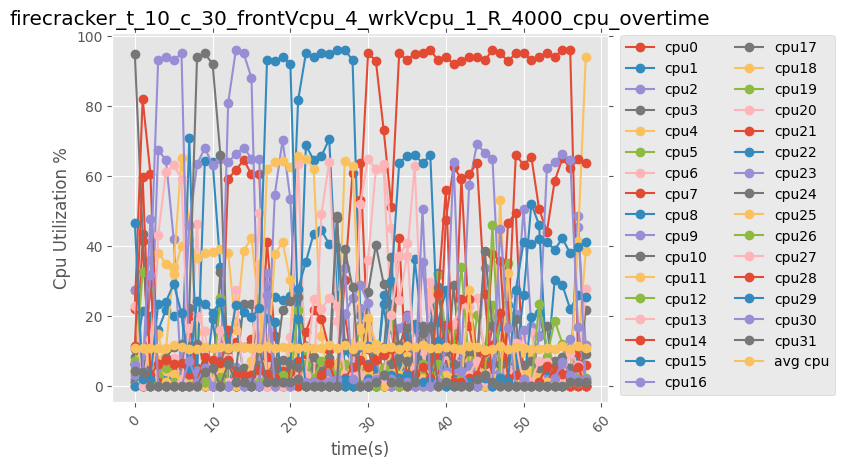 firecracker_t_10_c_30_frontVcpu_4_wrkVcpu_1_R_4000_cpu_overtime
Cpu Utilization %
100
80
60
40
20
0
0
10
20
30
40
50
60
time(s)
cpu0
cpu1
cpu2
cpu3
cpu4
cpu5
cpu6
cpu7
cpu8
cpu9
cpu10
cpu11
cpu12
cpu13
cpu14
cpu15
cpu16
cpu17
cpu18
cpu19
cpu20
cpu21
cpu22
cpu23
cpu24
cpu25
cpu26
cpu27
cpu28
cpu29
cpu30
cpu31
avg cpu